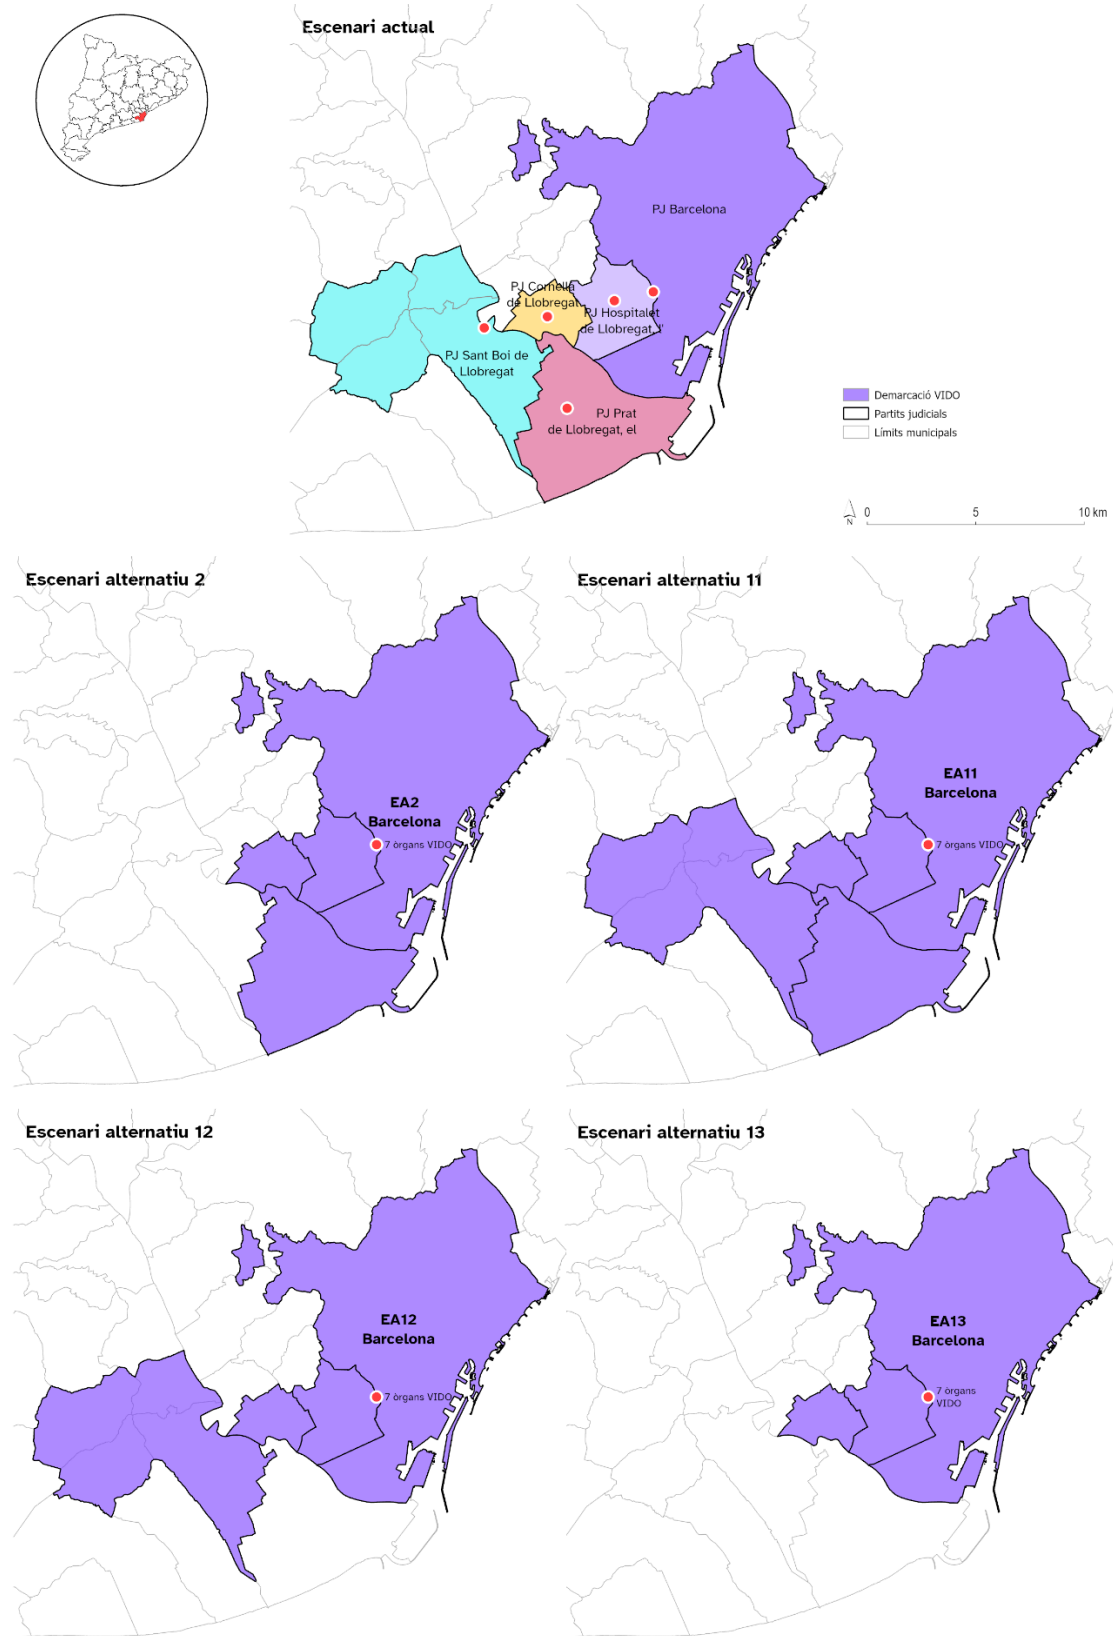 Escenari actual
PJ Barcelona
PJ Cornellà
de Llobregat
PJ Hospitalet
de Llobregat, l'
PJ Sant Boi de
Llobregat
PJ Prat
de Llobregat, el
Demarcació VIDO
Partits judicials
Límits municipals
N
0 5 10 km
Escenari alternatiu 2
EA2
Barcelona
7 òrgans VIDO
Escenari alternatiu 11
EA11
Barcelona
7 òrgans VIDO
Escenari alternatiu 12
EA12
Barcelona
7 òrgans VIDO
Escenari alternatiu 13
EA13
Barcelona
7 òrgans
VIDO